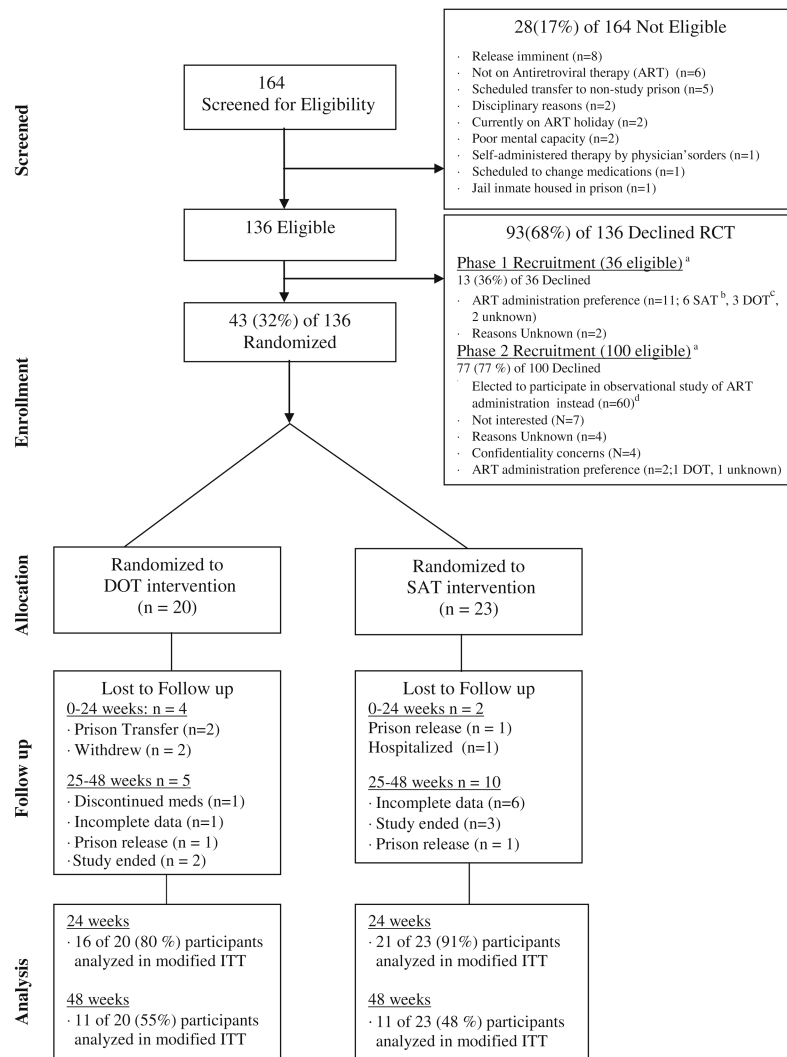 Screened
164
Screened for Eligibility
28(17%) of 164 Not Eligible
· Release imminent (n=8)
· Not on Antiretroviral therapy (ART) (n=6)
· Scheduled transfer to non-study prison (n=5)
· Disciplinary reasons (n=2)
· Currently on ART holiday (n=2)
· Poor mental capacity (n=2)
· Self-administered therapy by physician'sorders (n=1)
· Scheduled to change medications (n=1)
· Jail inmate housed in prison (n=1)
136 Eligible
Enrollment
93(68%) of 136 Declined RCT
Phase 1 Recruitment (36 eligible) a
13 (36%) of 36 Declined
· ART administration preference (n=11; 6 SAT b, 3 DOT c,
2 unknown)
· Reasons Unknown (n=2)
Phase 2 Recruitment (100 eligible) a
77 (77 %) of 100 Declined
· Elected to participate in observational study of ART
administration instead (n=60) d
· Not interested (N=7)
· Reasons Unknown (n=4)
· Confidentiality concerns (N=4)
· ART administration preference (n=2;1 DOT, 1 unknown)
43 (32%) of 136
Randomized
Allocation
Randomized to
DOT intervention
(n = 20)
Randomized to
SAT intervention
(n = 23)
Follow up
Lost to Follow up
0-24 weeks: n = 4
· Prison Transfer (n=2)
· Withdrew (n = 2)
25-48 weeks n = 5
· Discontinued meds (n=1)
· Incomplete data (n=1)
· Prison release (n = 1)
· Study ended (n = 2)
Lost to Follow up
0-24 weeks n = 2
Prison release (n = 1)
Hospitalized (n=1)
25-48 weeks n = 10
· Incomplete data (n=6)
· Study ended (n=3)
· Prison release (n = 1)
Analysis
24 weeks
· 16 of 20 (80 %) participants
analyzed in modified ITT
48 weeks
· 11 of 20 (55%) participants
analyzed in modified ITT
24 weeks
· 21 of 23 (91%) participants
analyzed in modified ITT
48 weeks
· 11 of 23 (48 %) participants
analyzed in modified ITT